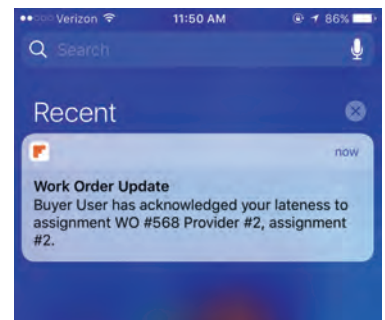 Verizon 11:50 AM 86%
Search
Recent
now
Work Order Update
Buyer User has acknowledged your lateness to
assignment WO #568 Provider #2, assignment
#2.